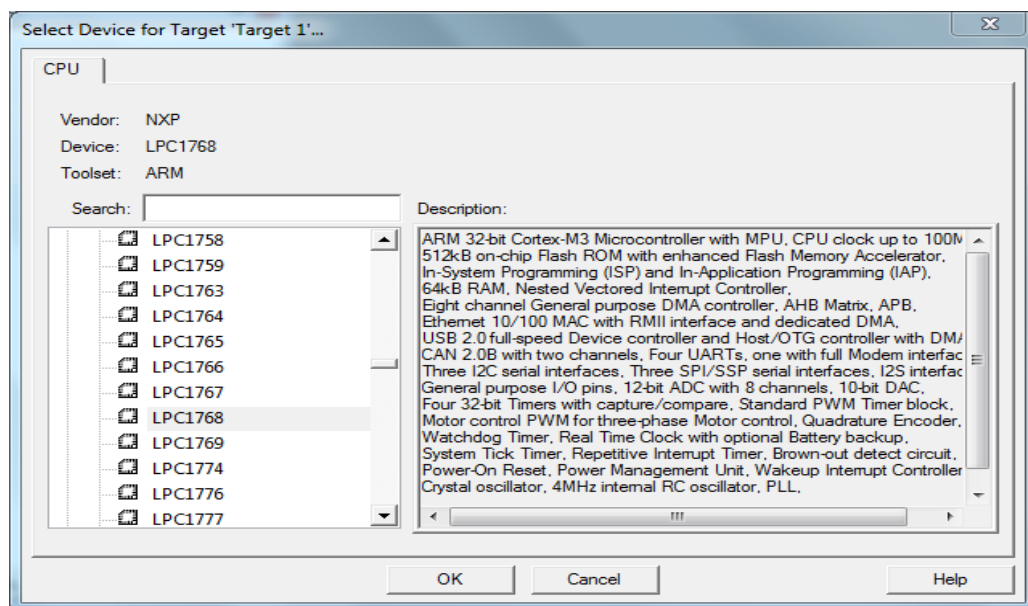 Select Device for Target 'Target 1'...
CPU
Vendor: NXP
Device: LPC1768
Toolset: ARM
Search:
Description:
LPC1758
LPC1759
LPC1763
LPC1764
LPC1765
LPC1766
LPC1767
LPC1768
LPC1769
LPC1774
LPC1776
LPC1777
ARM 32-bit Cortex-M3 Microcontroller with MPU, CPU clock up to 100M
512kB on-chip Flash ROM with enhanced Flash Memory Accelerator,
In-System Programming (ISP) and In-Application Programming (IAP),
64kB RAM, Nested Vectored Interrupt Controller,
Eight channel General purpose DMA controller, AHB Matrix, APB,
Ethernet 10/100 MAC with RMII interface and dedicated DMA,
USB 2.0 full-speed Device controller and Host/OTG controller with DMA
CAN 2.0B with two channels, Four UARTs, one with full Modem interfac
Three I2C serial interfaces, Three SPI/SSP serial interfaces, I2S interfac
General purpose I/O pins, 12-bit ADC with 8 channels, 10-bit DAC,
Four 32-bit Timers with capture/compare, Standard PWM Timer block,
Motor control PWM for three-phase Motor control, Quadrature Encoder,
Watchdog Timer, Real Time Clock with optional Battery backup,
System Tick Timer, Repetitive Interrupt Timer, Brown-out detect circuit,
Power-On Reset, Power Management Unit, Wakeup Interrupt Controller
Crystal oscillator, 4MHz internal RC oscillator, PLL,
OK
Cancel
Help